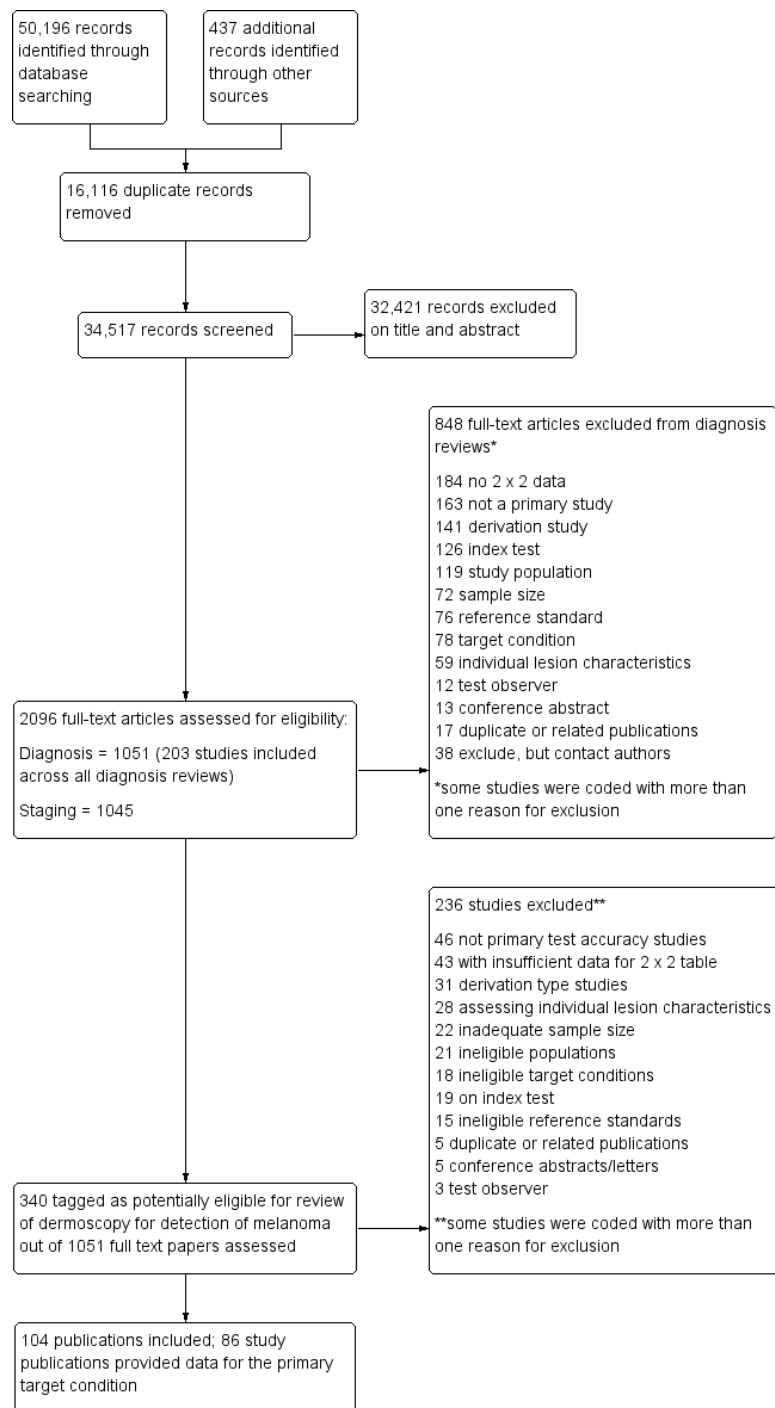 50,196 records
identified through
database
searching
437 additional
records identified
through other
sources
16,116 duplicate records
removed
34,517 records screened
32,421 records excluded
on title and abstract
848 full-text articles excluded from diagnosis
reviews*
184 no 2 x 2 data
163 not a primary study
141 derivation study
126 index test
119 study population
72 sample size
76 reference standard
78 target condition
59 individual lesion characteristics
12 test observer
13 conference abstract
17 duplicate or related publications
38 exclude, but contact authors
*some studies were coded with more than
one reason for exclusion
2096 full-text articles assessed for eligibility:
Diagnosis = 1051 (203 studies included
across all diagnosis reviews)
Staging = 1045
236 studies excluded**
46 not primary test accuracy studies
43 with insufficient data for 2 x 2 table
31 derivation type studies
28 assessing individual lesion characteristics
22 inadequate sample size
21 ineligible populations
18 ineligible target conditions
19 on index test
15 ineligible reference standards
5 duplicate or related publications
5 conference abstracts/letters
3 test observer
**some studies were coded with more than
one reason for exclusion
340 tagged as potentially eligible for review
of dermoscopy for detection of melanoma
out of 1051 full text papers assessed
104 publications included; 86 study
publications provided data for the primary
target condition